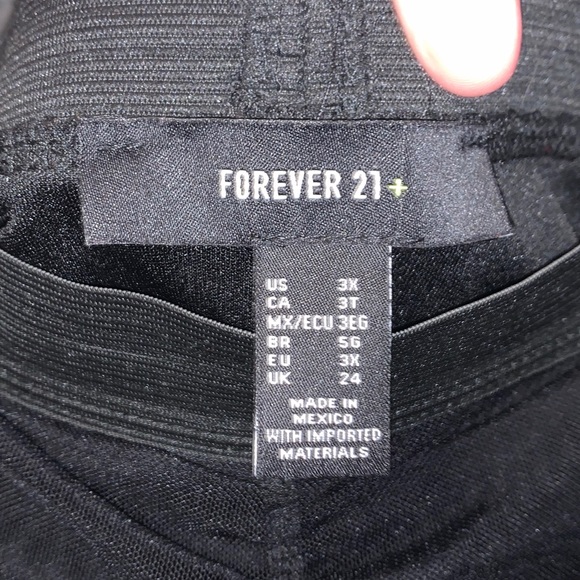 FOREVER 21+
US 3X
CA 3T
MX/ECU 3EG
BR 5G
EU 3X
UK 24
MADE IN
MEXICO
WITH IMPORTED
MATERIALS